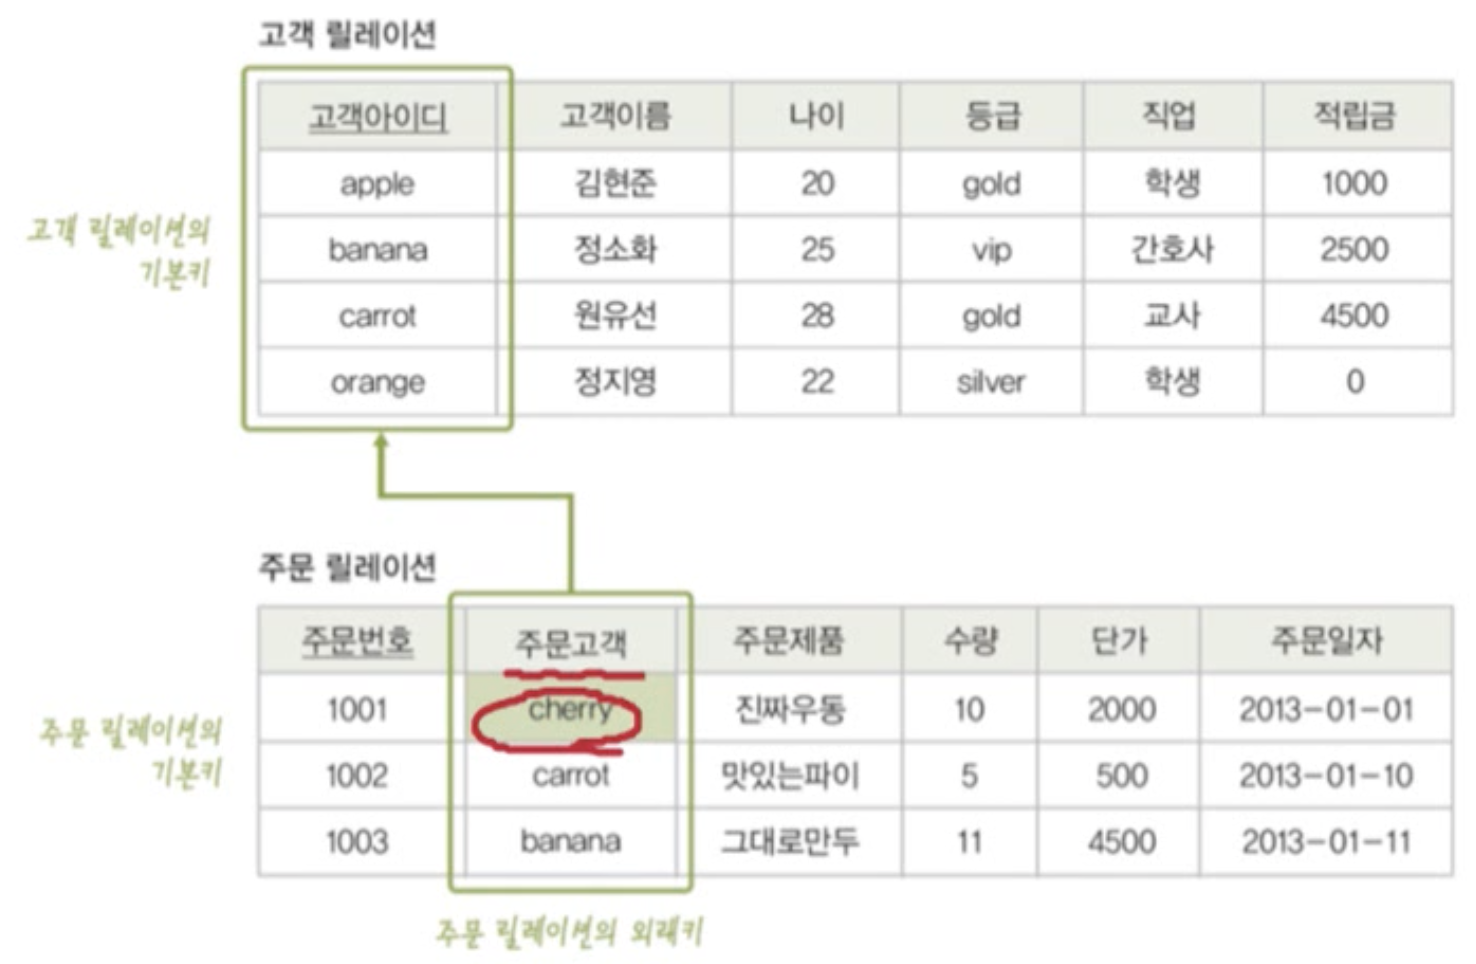 고객 릴레이션
고객아이디 고객이름 나이 등급 직업 적립금
apple 김현준 20 gold 학생 1000
고객 릴레이션의
기본키
banana 정소화 25 vip 간호사 2500
carrot 원유선 28 gold 교사 4500
orange 정지영 22 silver 학생 0
주문 릴레이션
주문번호 주문고객 주문제품 수량 단가 주문일자
1001 cherry 진짜우동 10 2000 2013-01-01
주문 릴레이션의
기본키
1002 carrot 맛있는파이 5 500 2013-01-10
1003 banana 그대로만두 11 4500 2013-01-11
주문 릴레이션의 외래키